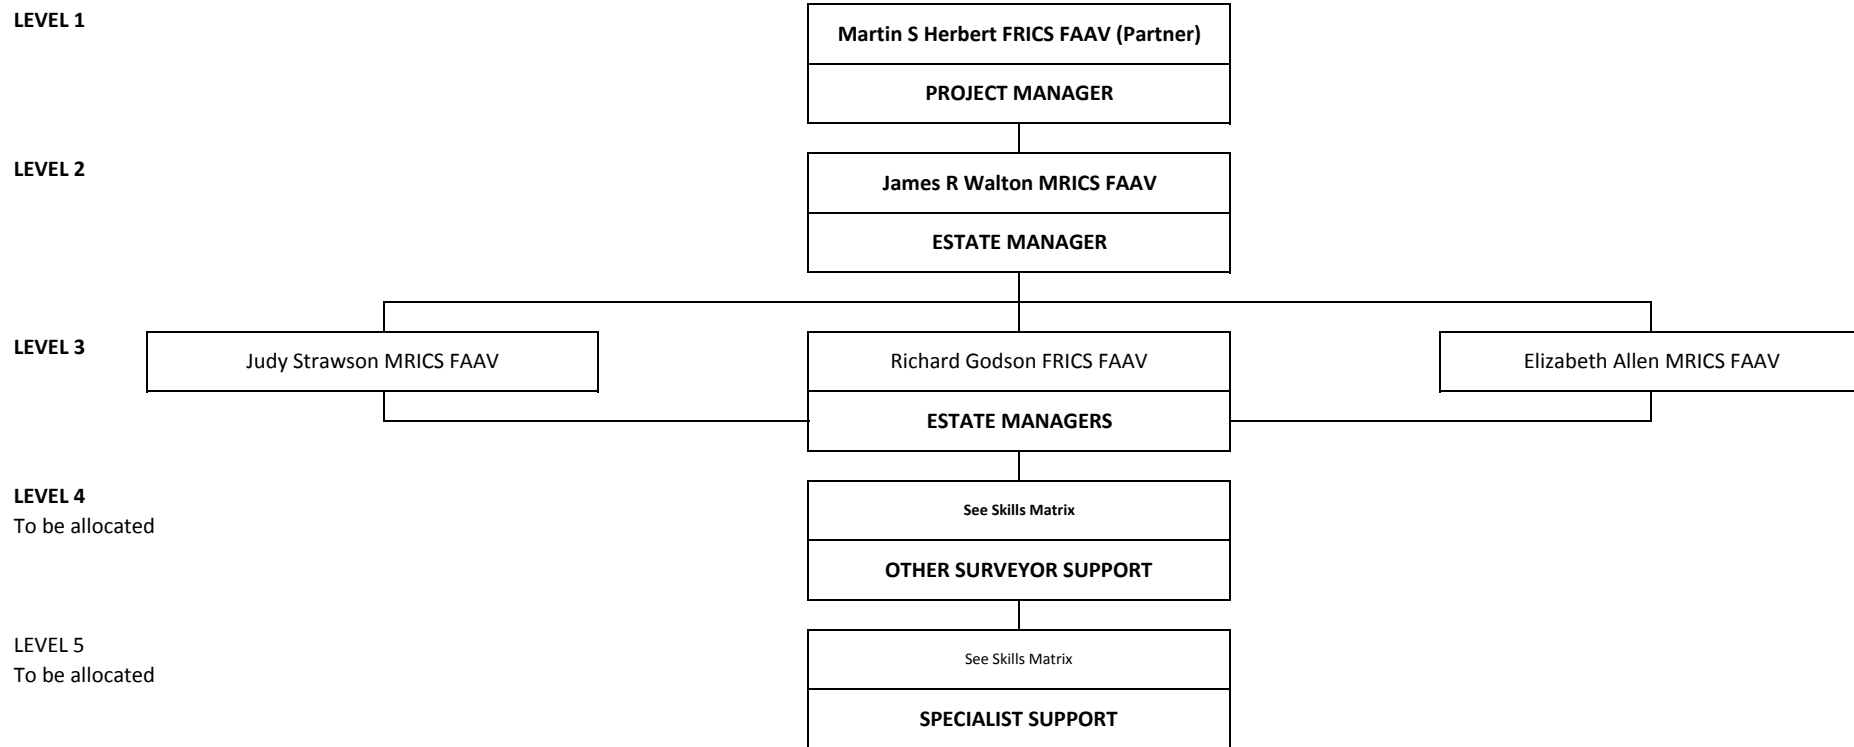 LEVEL 1
Martin S Herbert FRICS FAAV (Partner)
PROJECT MANAGER
LEVEL 2
James R Walton MRICS FAAV
ESTATE MANAGER
LEVEL 3
Judy Strawson MRICS FAAV
Richard Godson FRICS FAAV
Elizabeth Allen MRICS FAAV
ESTATE MANAGERS
LEVEL 4
To be allocated
See Skills Matrix
OTHER SURVEYOR SUPPORT
LEVEL 5
To be allocated
See Skills Matrix
SPECIALIST SUPPORT